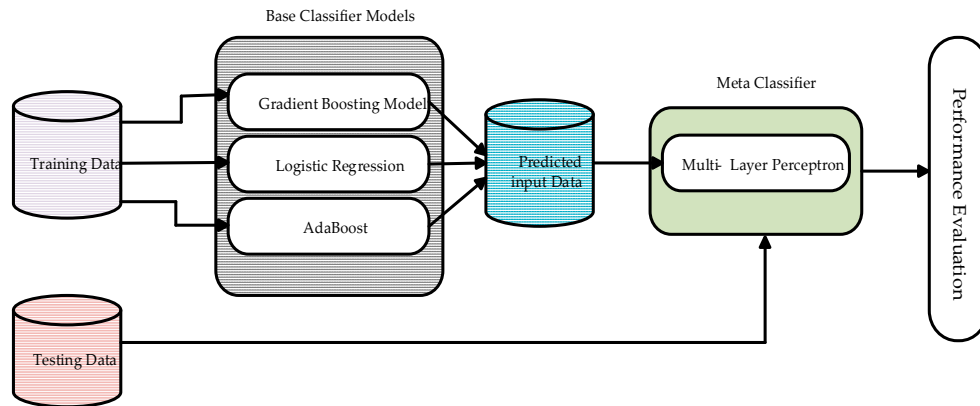 Base Classifier Models
Gradient Boosting Model
Meta Classifier
Training Data
Logistic Regression
Predicted
input Data
Multi- Layer Perceptron
AdaBoost
Performance Evaluation
Testing Data